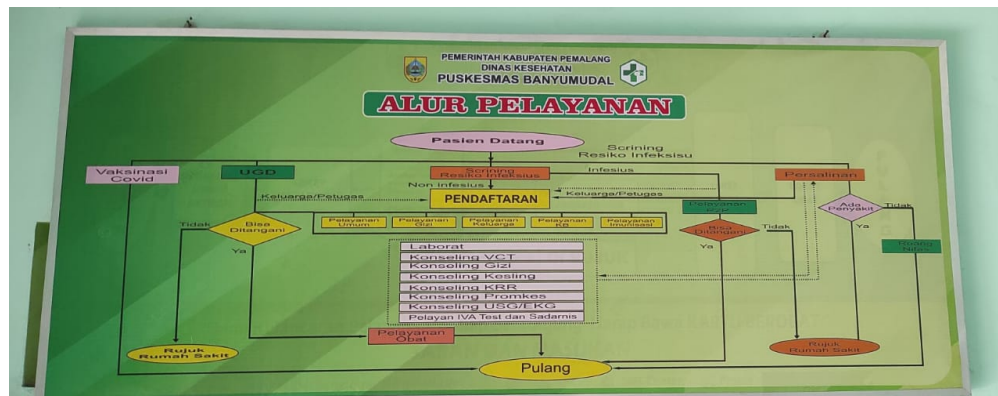 PEMERINTAH KABUPATEN PEMALANG
DINAS KESEHATAN
PUSKESMAS BANYUMUDAL
ALUR PELAYANAN
Pasien Datang
Scrining
Resiko Infeksisu
Vaksinasi
Covid
UGD
Scrining
Resiko Infeksius
Infesius
Persalinan
Non Infesius
Keluarga/Petugas
PENDAFTARAN
Keluarga/Petugas
Pelayanan
Ada
Penyakit
Tidak
Tidak
Bisa
Ditangani
Ya
Pelayanan
Umum
Pelayanan
Gizi
Pelayanan
Keluarga
Pelayanan
KB
Pelayanan
Imunisasi
Bisa
Ditangani
Tidak
Ya
Ya
Ruang
Nifas
Laborat
Konseling VCT
Konseling Gizi
Konseling Kesling
Konseling KRR
Konseling Promkes
Konseling USG/EKG
Pelayan IVA Test dan Sadarnis
Pelayanan
Obat
Rujuk
Rumah Sakit
Rujuk
Rumah Sakit
Pulang